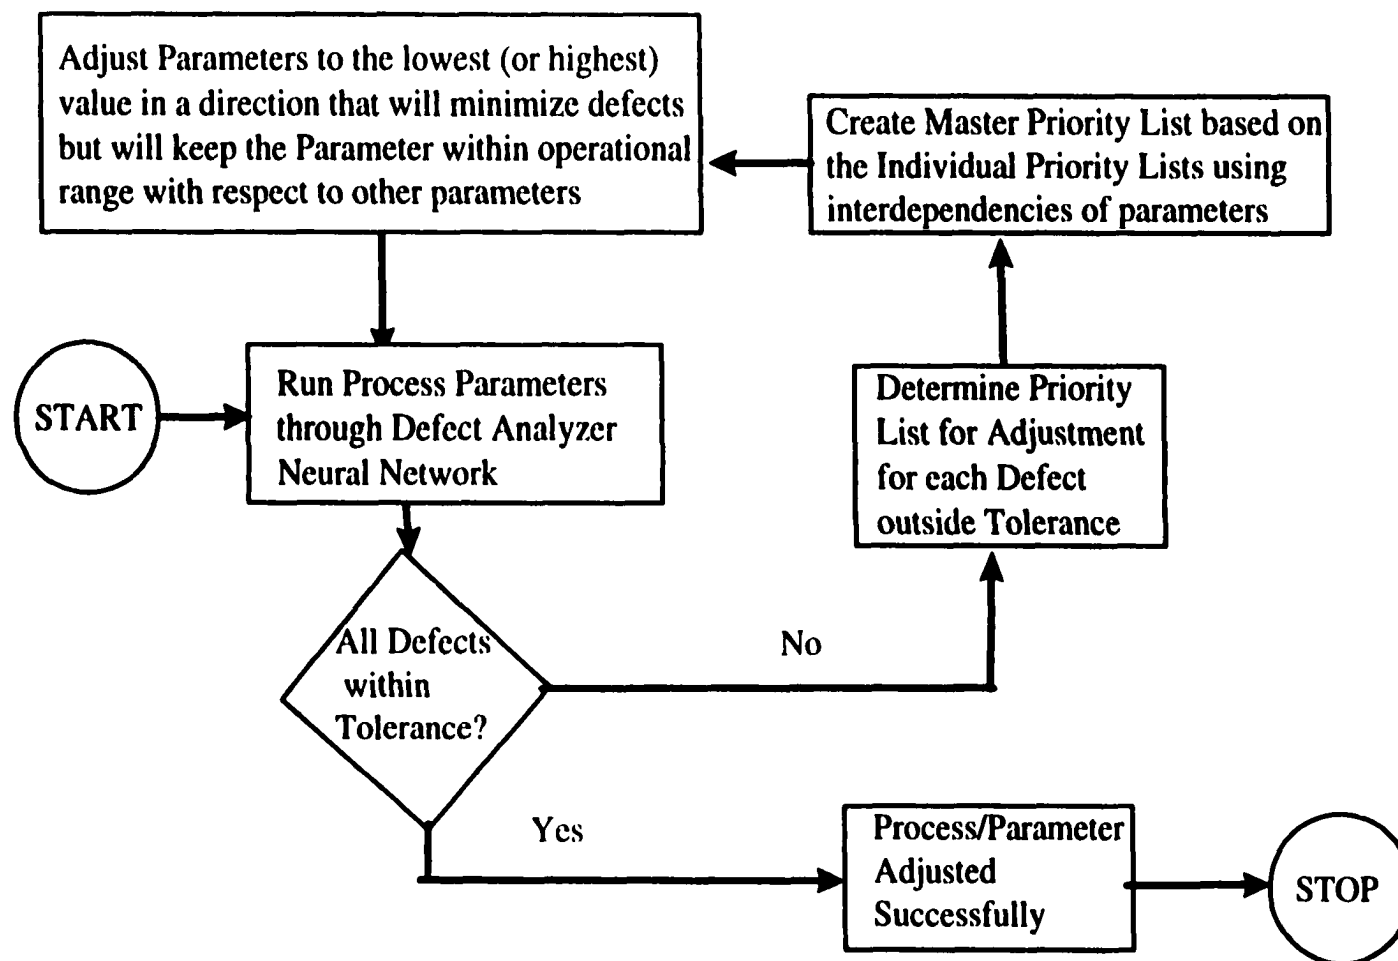 Adjust Parameters to the lowest (or highest)
value in a direction that will minimize defects
but will keep the Parameter within operational
range with respect to other parameters
Create Master Priority List based on
the Individual Priority Lists using
interdependencies of parameters
START
Run Process Parameters
through Defect Analyzer
Neural Network
Determine Priority
List for Adjustment
for each Defect
outside Tolerance
All Defects
within
Tolerance?
No
Yes
Process/Parameter
Adjusted
Successfully
STOP